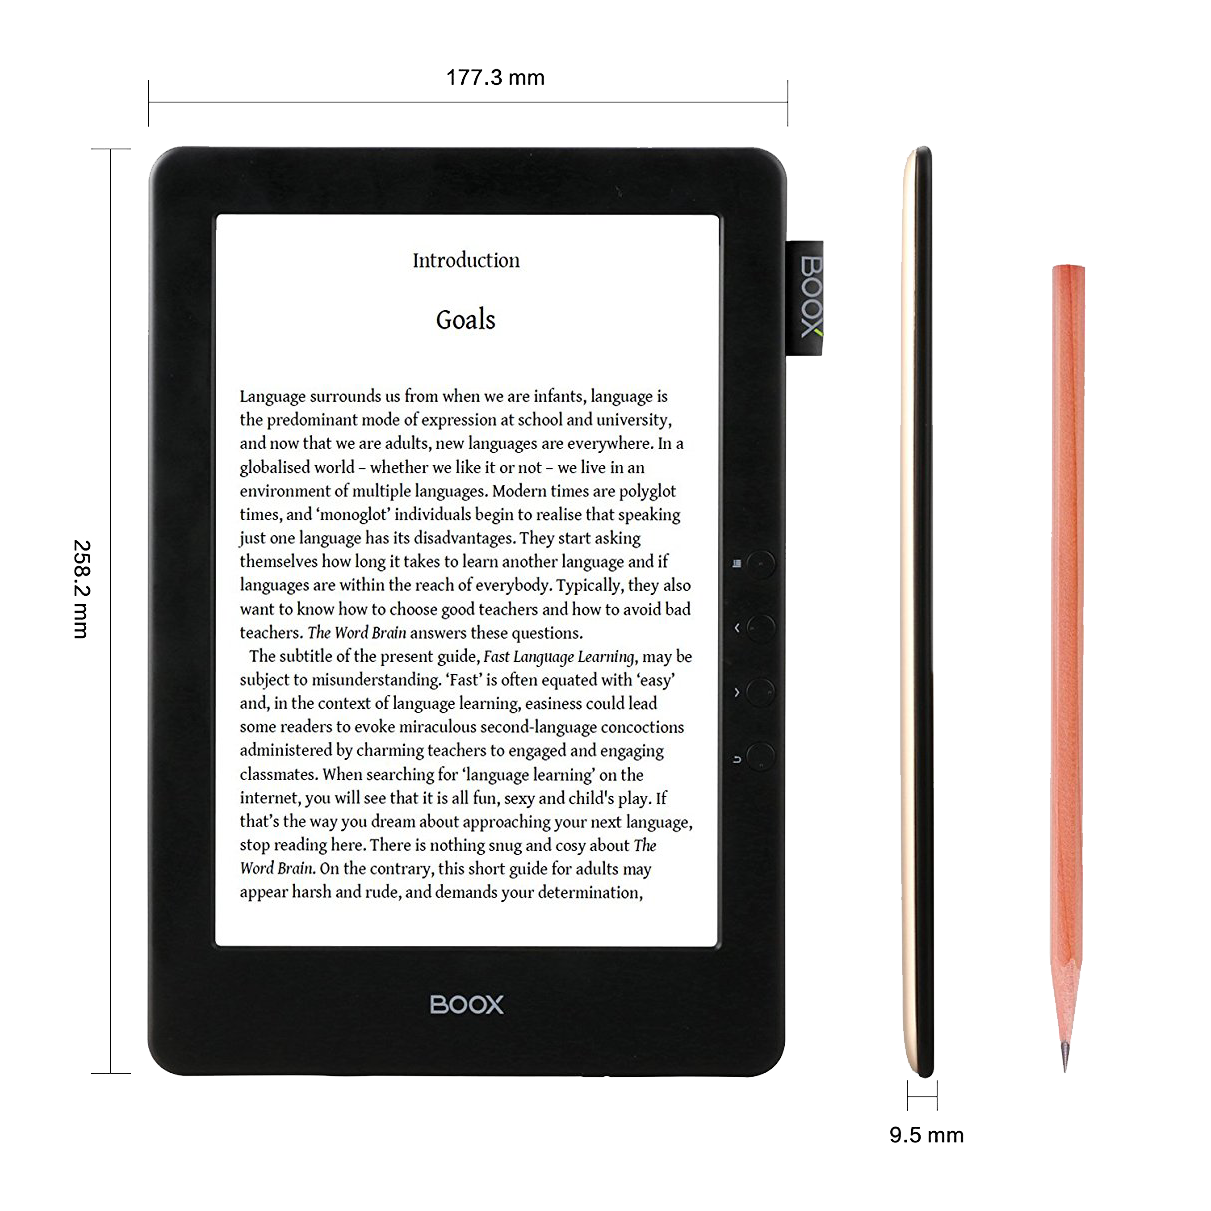 177.3 mm
258.2 mm
Introduction
Goals
Language surrounds us from when we are infants, language is
the predominant mode of expression at school and university,
and now that we are adults, new languages are everywhere. In a
globalised world – whether we like it or not – we live in an
environment of multiple languages. Modern times are polyglot
times, and ‘monoglot’ individuals begin to realise that speaking
just one language has its disadvantages. They start asking
themselves how long it takes to learn another language and if
languages are within the reach of everybody. Typically, they also
want to know how to choose good teachers and how to avoid bad
teachers. The Word Brain answers these questions.
The subtitle of the present guide, Fast Language Learning, may be
subject to misunderstanding. ‘Fast’ is often equated with ‘easy’
and, in the context of language learning, easiness could lead
some readers to evoke miraculous second-language concoctions
administered by charming teachers to engaged and engaging
classmates. When searching for ‘language learning’ on the
internet, you will see that it is all fun, sexy and child's play. If
that’s the way you dream about approaching your next language,
stop reading here. There is nothing snug and cosy about The
Word Brain. On the contrary, this short guide for adults may
appear harsh and rude, and demands your determination,
BOOX
BOOX
9.5 mm